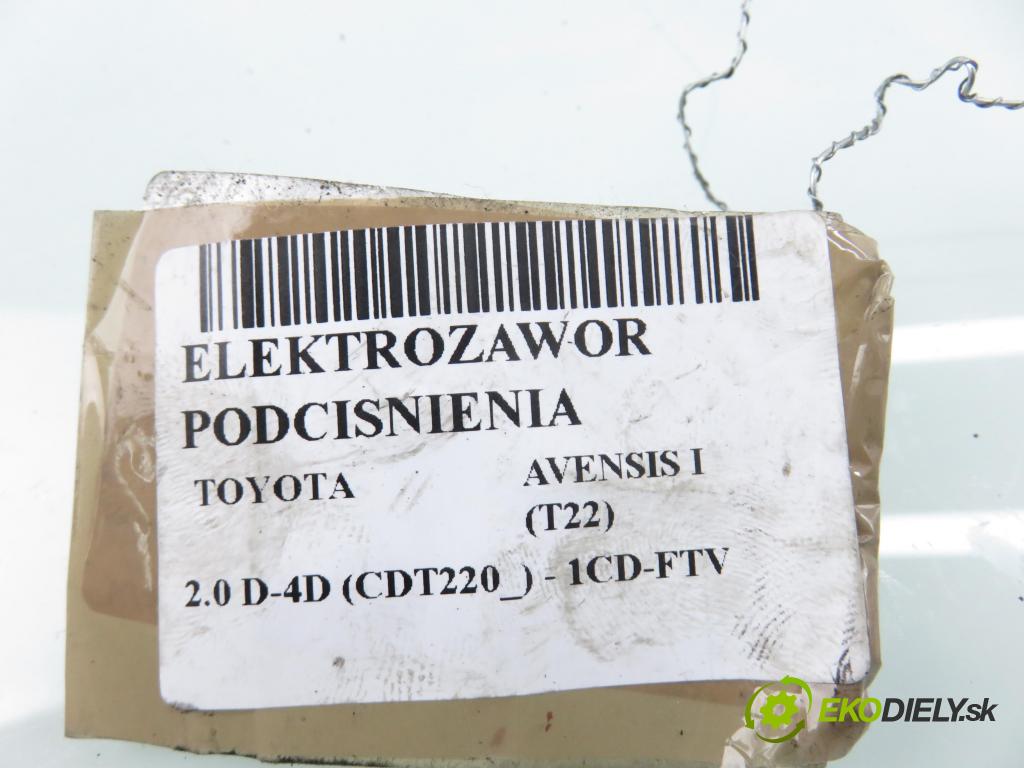 ELEKTROZAWOR
PODCISNIENIA
TOYOTA AVENSIS I
(T22)
2.0 D-4D (CDT220_) - 1CD-FTV
EKODIELY.sk